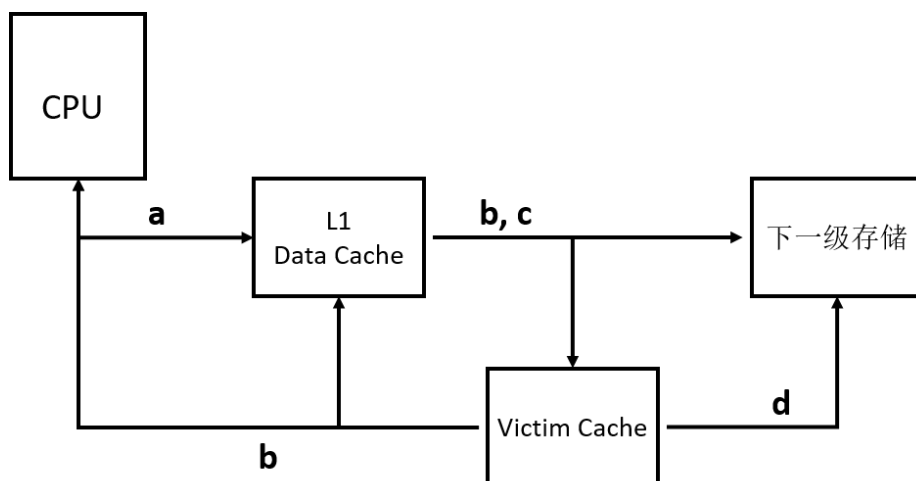 CPU
a
L1
Data Cache
b, c
下一级存储
Victim Cache
d
b